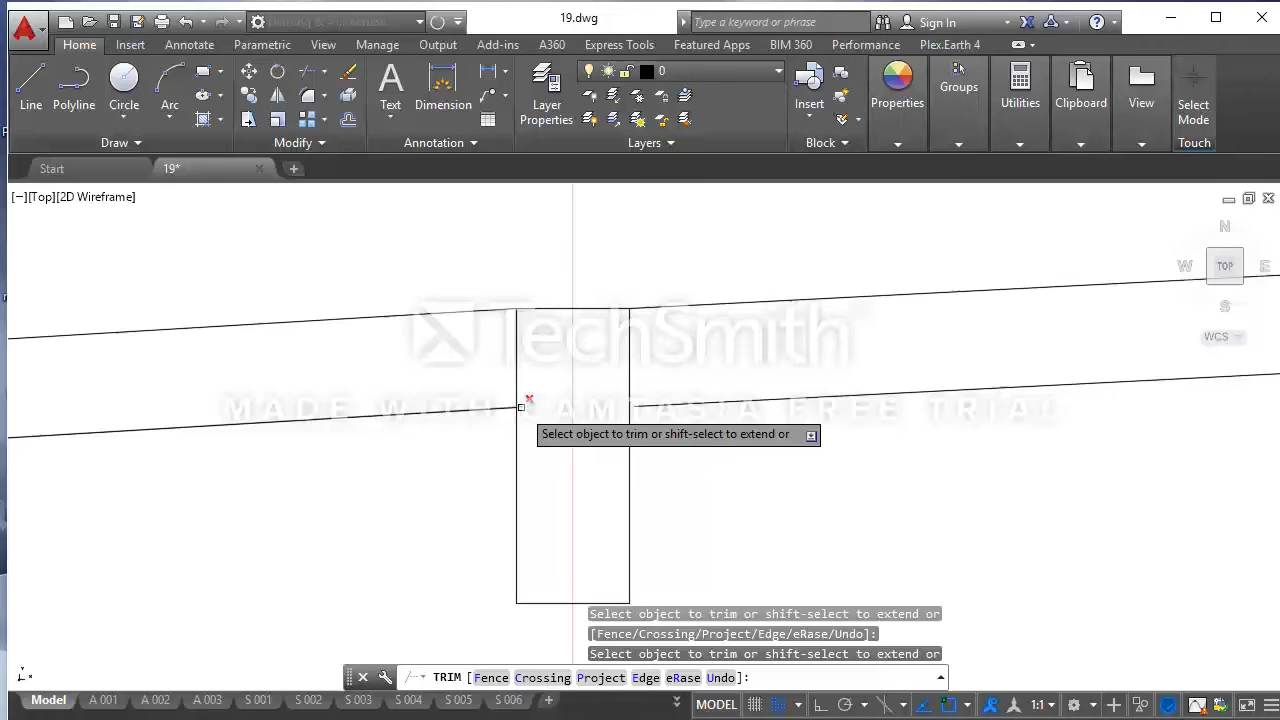 19.dwg
Type a keyword or phrase
Sign In
Home Insert Annotate Parametric View Manage Output Add-ins A360 Express Tools Featured Apps BIM 360 Performance Plex.Earth 4
0
Line Polyline Circle Arc Text Dimension Layer Properties Insert Properties Groups Utilities Clipboard View Select Mode
Draw Modify Annotation Layers Block Touch
Start 19*
[−][Top][2D Wireframe]
N
W TOP E
S
WCS
TechSmith
MADE WITH CAMTASIA FREE TRIAL
Select object to trim or shift-select to extend or
Select object to trim or shift-select to extend or
[Fence/Crossing/Project/Edge/eRase/Undo]:
Select object to trim or shift-select to extend or
TRIM [Fence Crossing Project Edge eRase Undo]:
Model A 001 A 002 A 003 S 001 S 002 S 003 S 004 S 005 S 006
MODEL 1:1